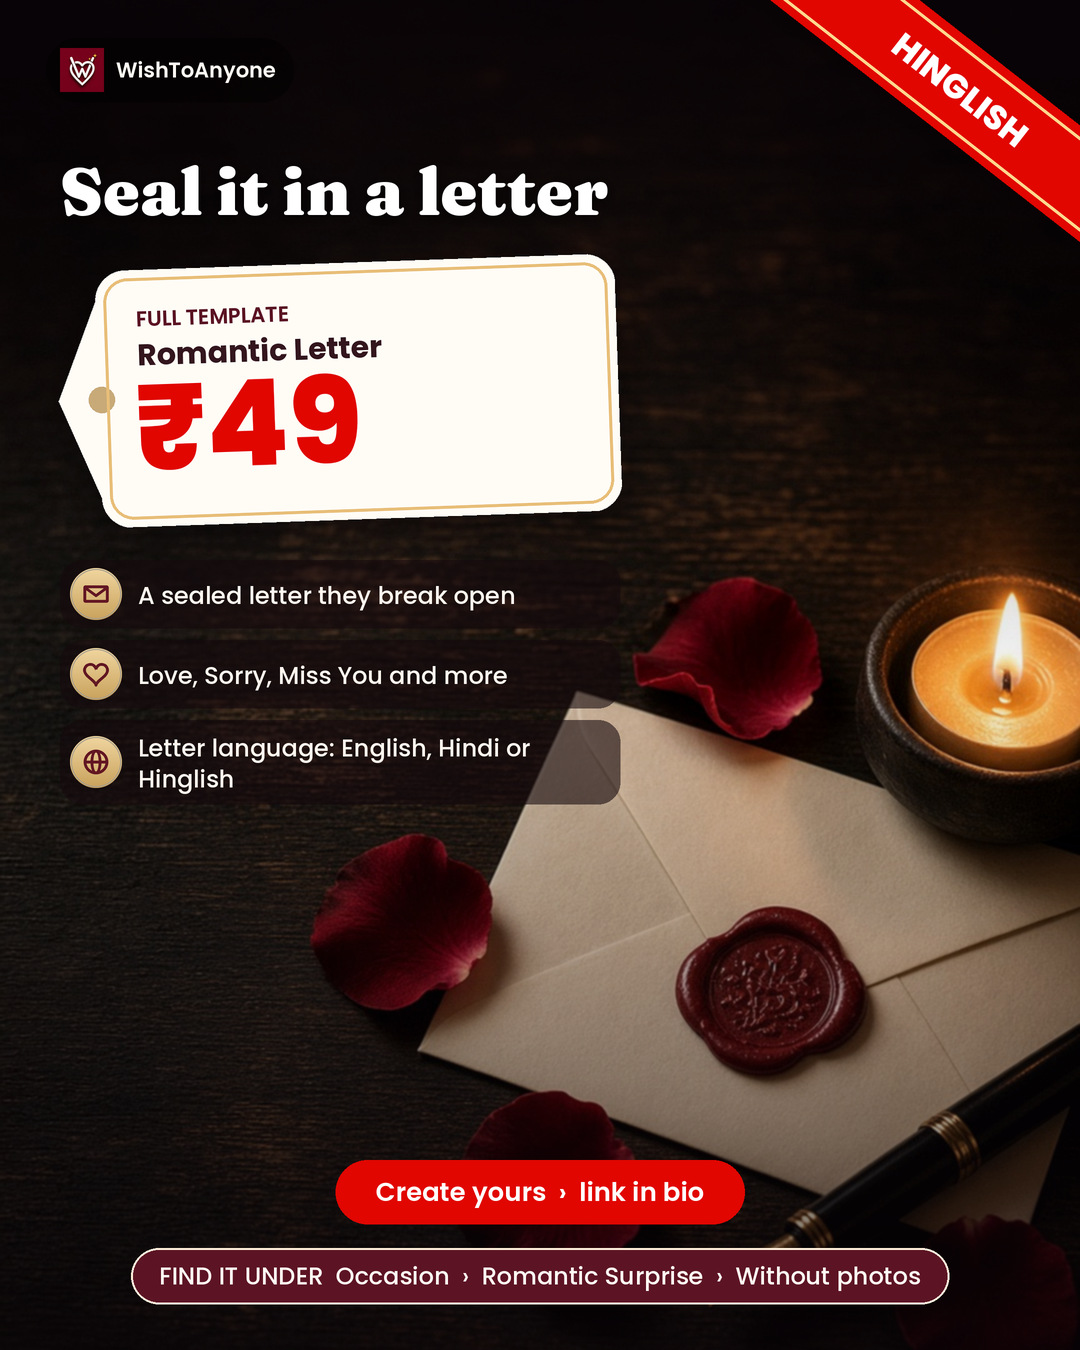 WishToAnyone
HINGLISH
Seal it in a letter
FULL TEMPLATE
Romantic Letter
₹49
A sealed letter they break open
Love, Sorry, Miss You and more
Letter language: English, Hindi or
Hinglish
Create yours › link in bio
FIND IT UNDER Occasion › Romantic Surprise › Without photos